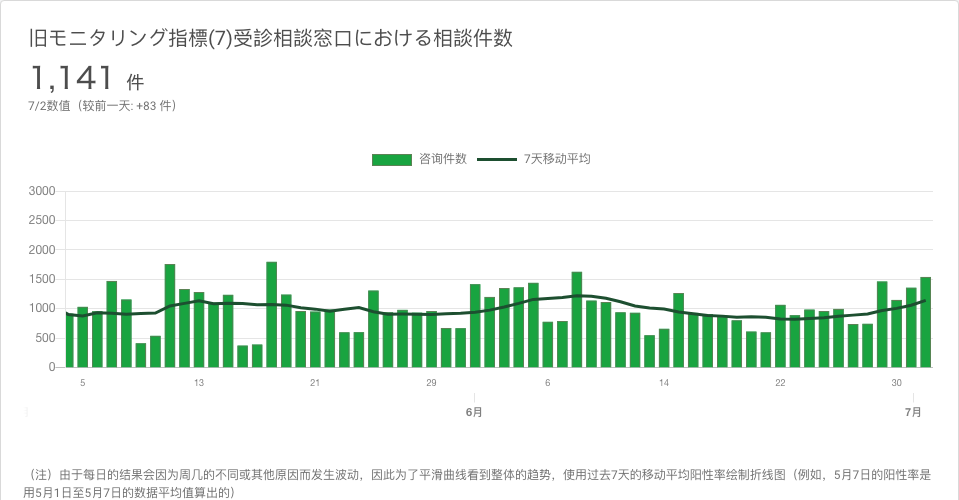 旧モニタリング指標(7)受診相談窓口における相談件数
1,141 件
7/2数值（较前一天: +83 件）
咨询件数 7天移动平均
3000
2500
2000
1500
1000
500
0
5 13 21 29 6 14 22 30
6月 7月
（注）由于每日的结果会因为周几的不同或其他原因而发生波动，因此为了平滑曲线看到整体的趋势，使用过去7天的移动平均阳性率绘制折线图（例如，5月7日的阳性率是
用5月1日至5月7日的数据平均值算出的）